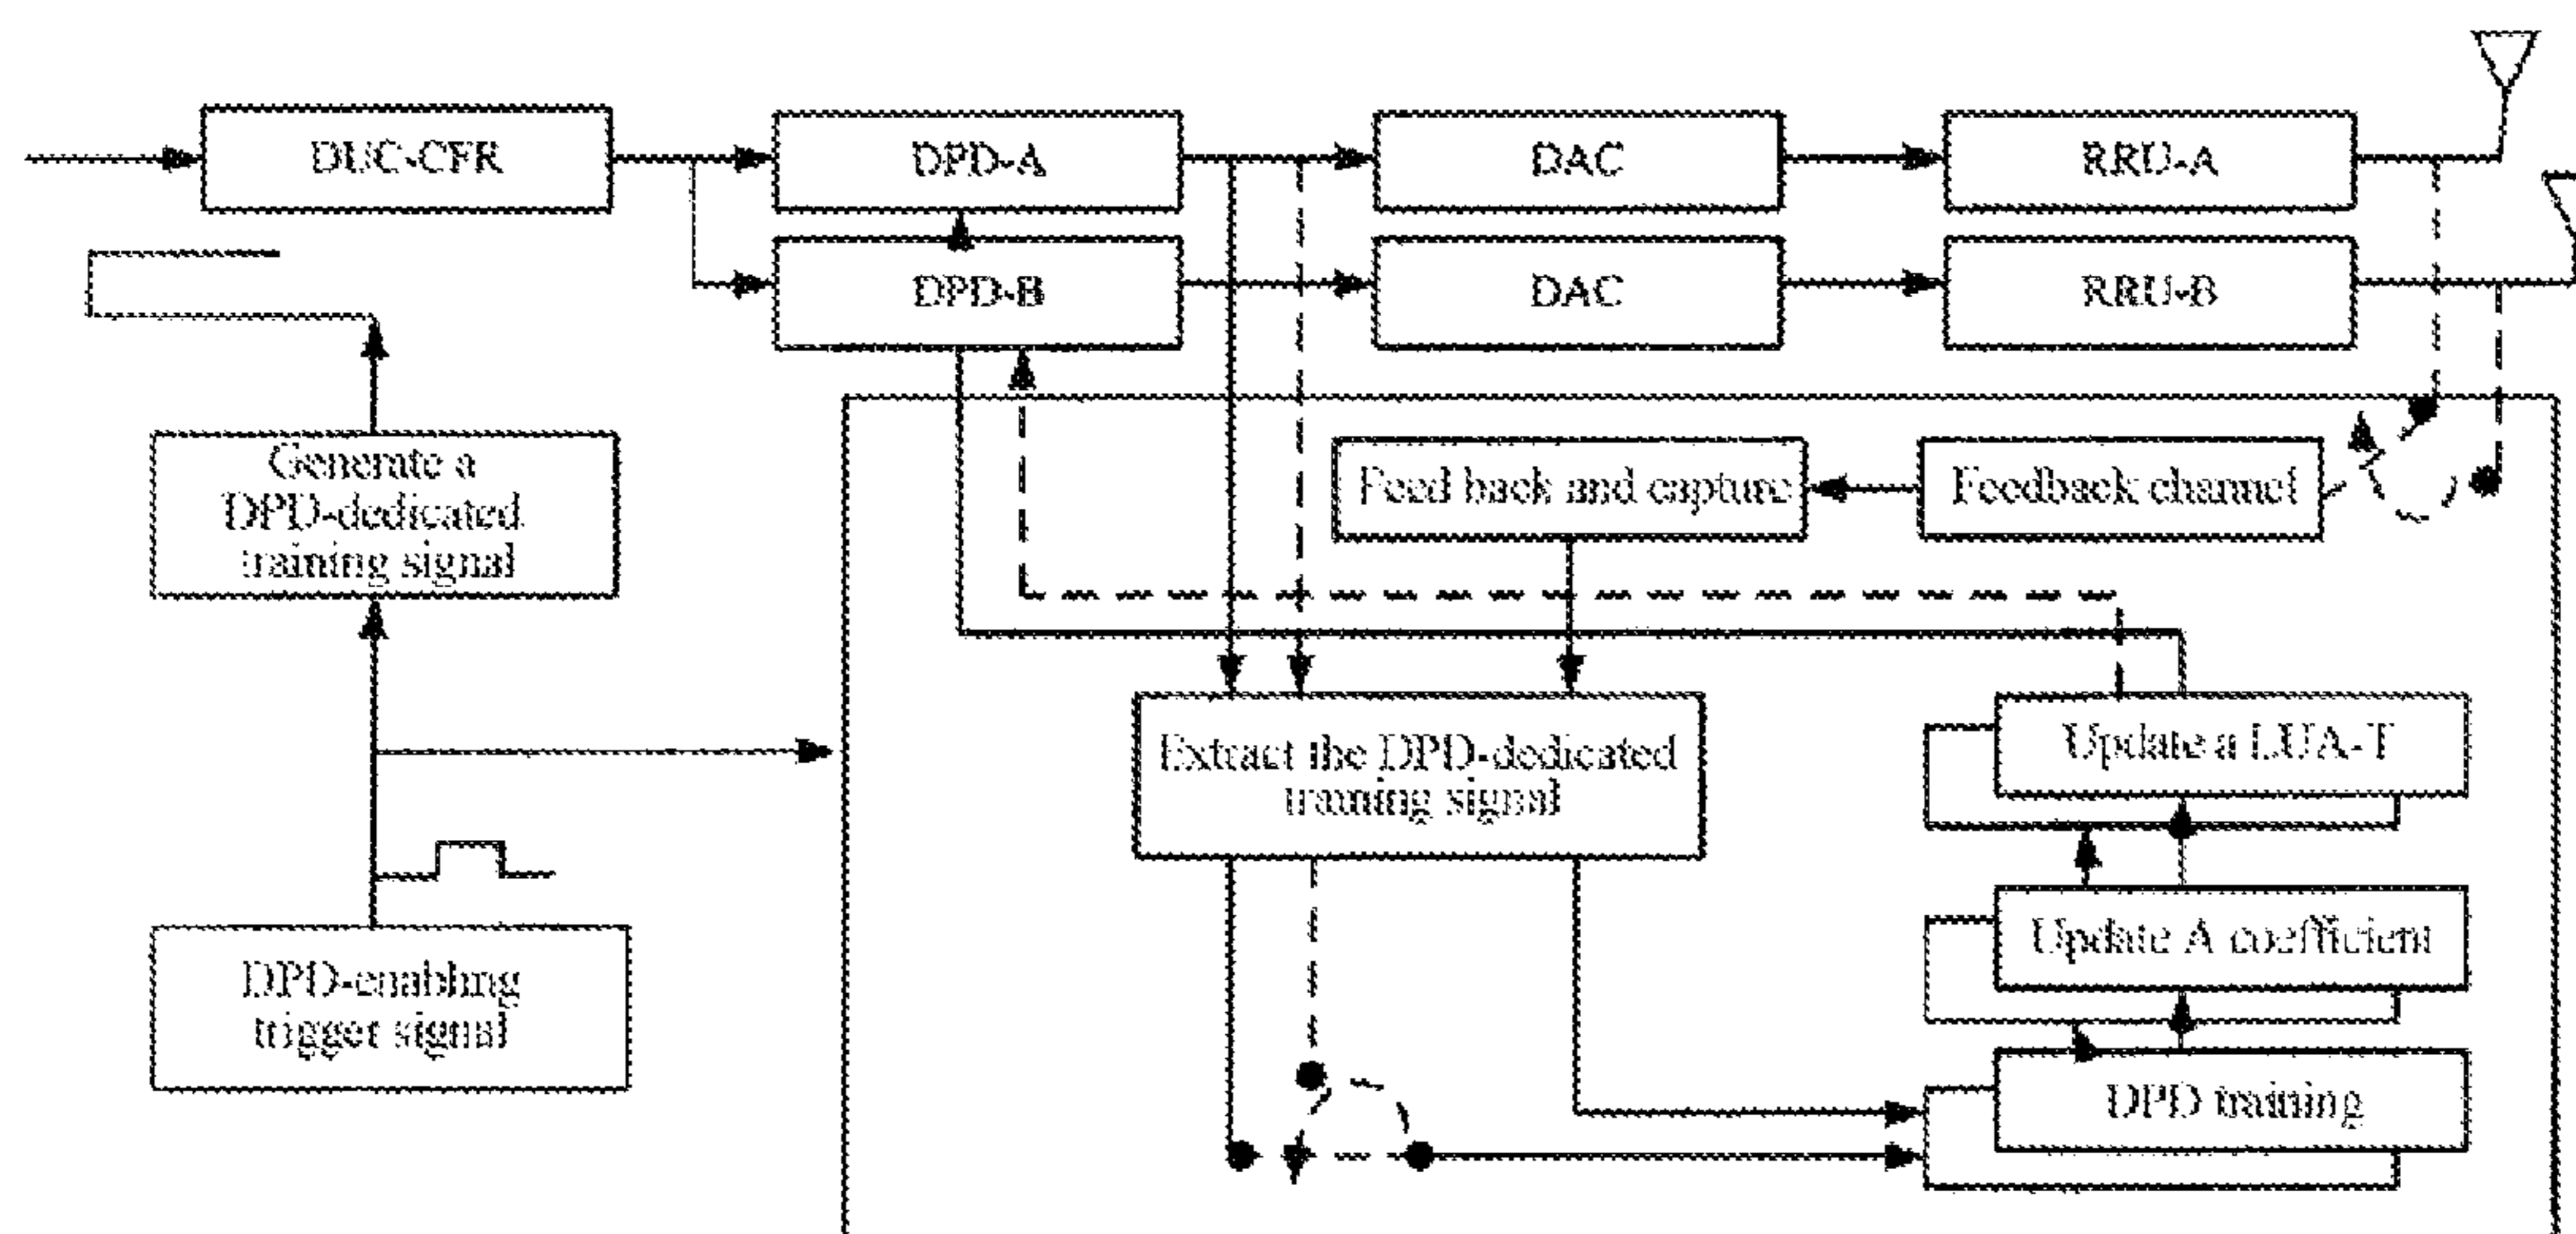 DUC-CFR
DPD-A
DAC
RRU-A
DPD-B
DAC
RRU-B
Generate a
DPD-dedicated
training signal
Feed back and capture
Feedback channel
Extract the DPD-dedicated
training signal
Update a LUA-T
Update A coefficient
DPD-enabling
trigger signal
DPD training